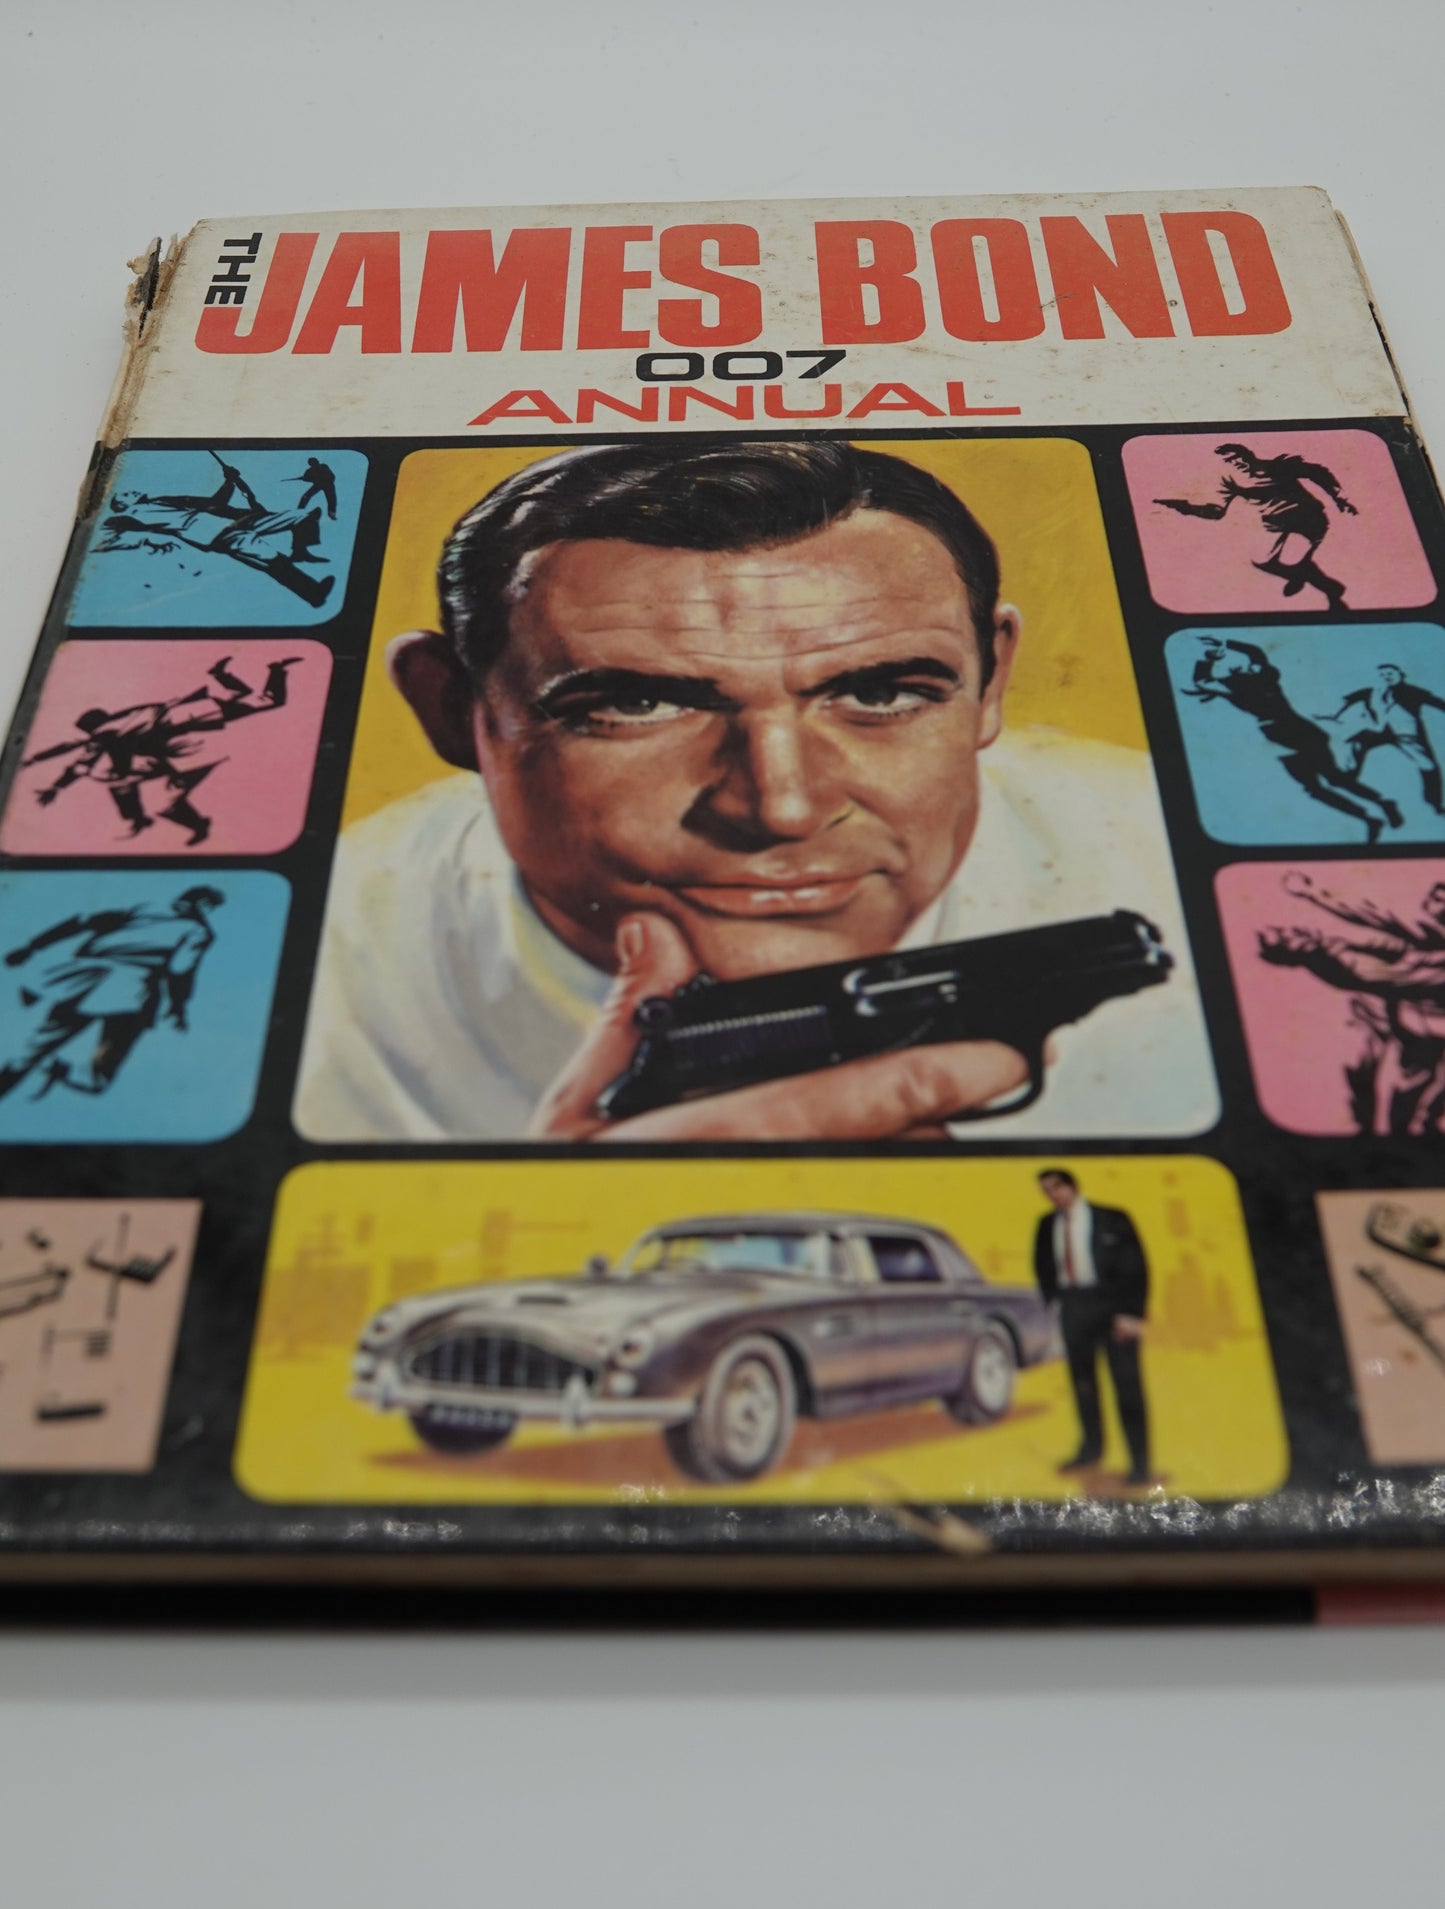 THE
JAMES BOND
007
ANNUAL